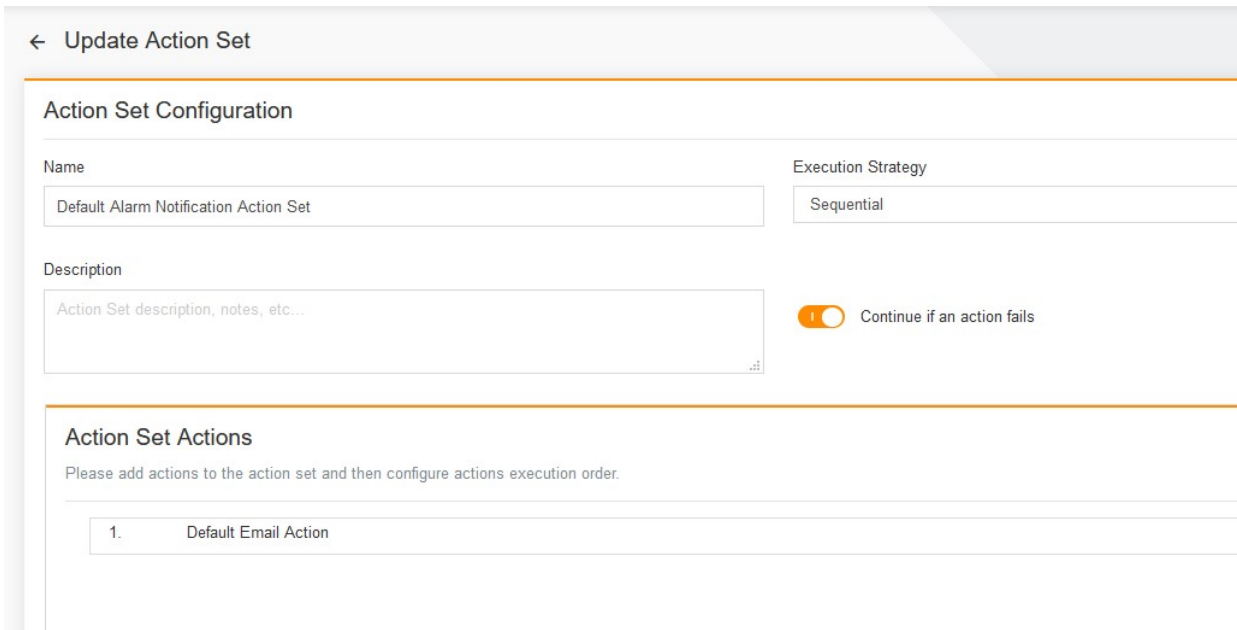 ← Update Action Set
Action Set Configuration
Name
Execution Strategy
Default Alarm Notification Action Set
Sequential
Description
Action Set description, notes, etc...
Continue if an action fails
Action Set Actions
Please add actions to the action set and then configure actions execution order.
1. Default Email Action